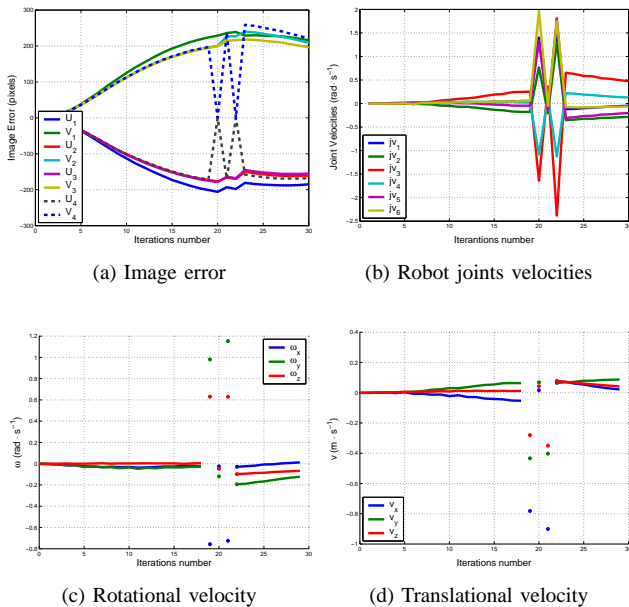 300
200
100
0
−100
−200
−300
0 5 10 15 20 25 30
Image Error (pixels)
Iterations number
U1
V1
U2
V2
U3
V3
U4
V4
(a) Image error
2
1.5
1
0.5
0
−0.5
−1
−1.5
−2
−2.5
0 5 10 15 20 25 30
Joint Velocities (rad· s⁻¹)
Iterations number
jv1
jv2
jv3
jv4
jv5
jv6
(b) Robot joints velocities
1.2
1
0.8
0.6
0.4
0.2
0
−0.2
−0.4
−0.6
−0.8
0 5 10 15 20 25 30
ω (rad · s⁻¹)
Iterations number
ωx
ωy
ωz
(c) Rotational velocity
0.4
0.2
0
−0.2
−0.4
−0.6
−0.8
−1
0 5 10 15 20 25 30
v (m · s⁻¹)
Iterations number
vx
vy
vz
(d) Translational velocity